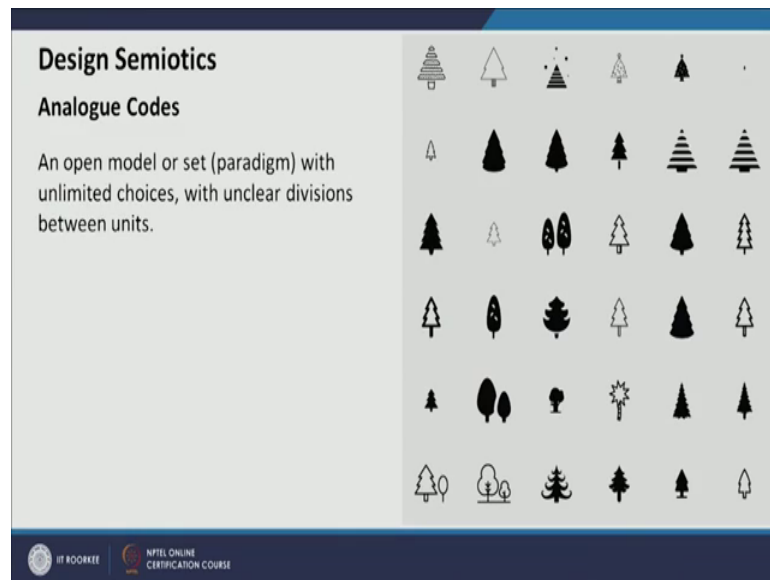 Design Semiotics
Analogue Codes
An open model or set (paradigm) with
unlimited choices, with unclear divisions
between units.
IIT ROORKEE
NPTEL ONLINE
CERTIFICATION COURSE